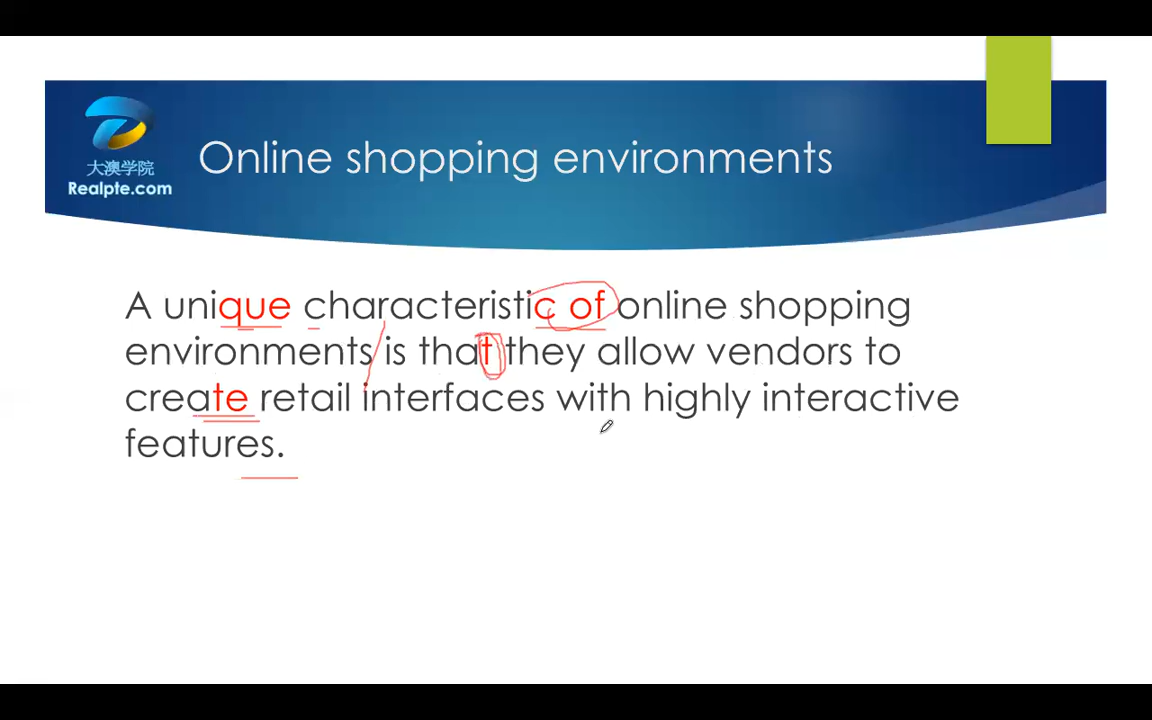 大澳学院
Realpte.com
Online shopping environments
A unique characteristic of online shopping
environments is that they allow vendors to
create retail interfaces with highly interactive
features.